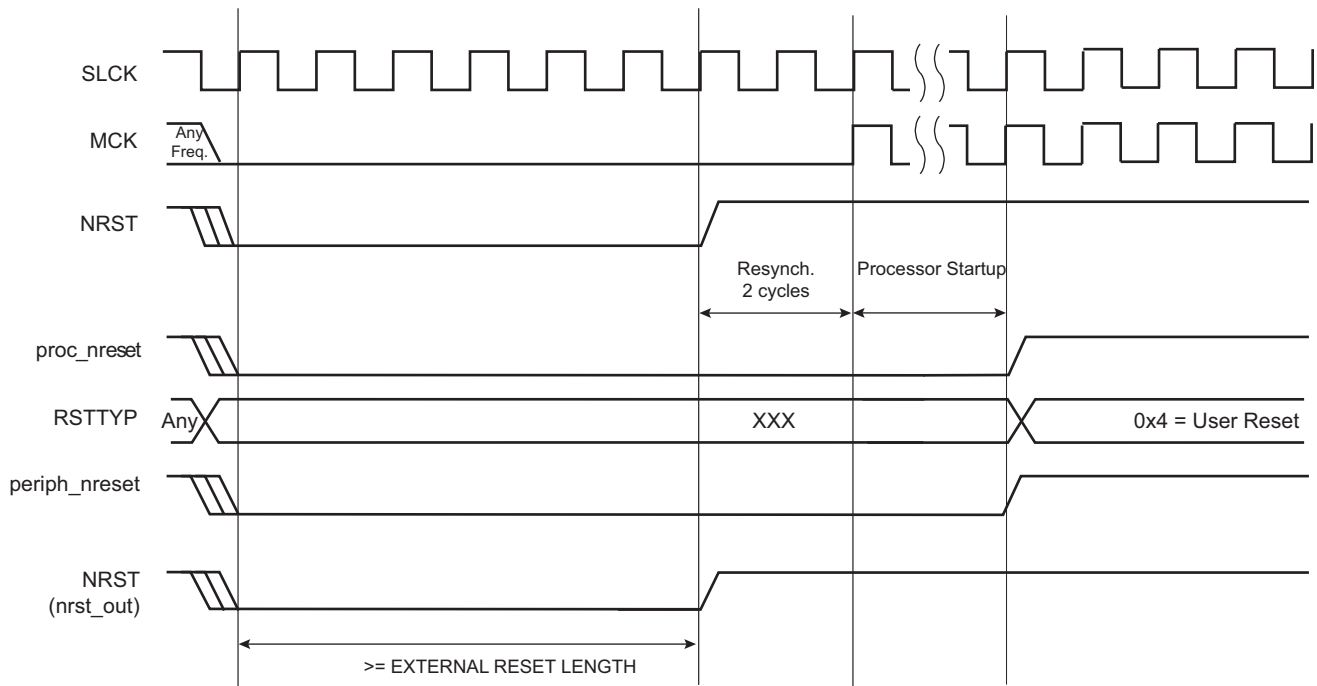 SLCK
MCK
Any
Freq.
NRST
Resynch.
2 cycles
Processor Startup
proc_nreset
RSTTYP
Any
XXX
0x4 = User Reset
periph_nreset
NRST
(nrst_out)
>= EXTERNAL RESET LENGTH